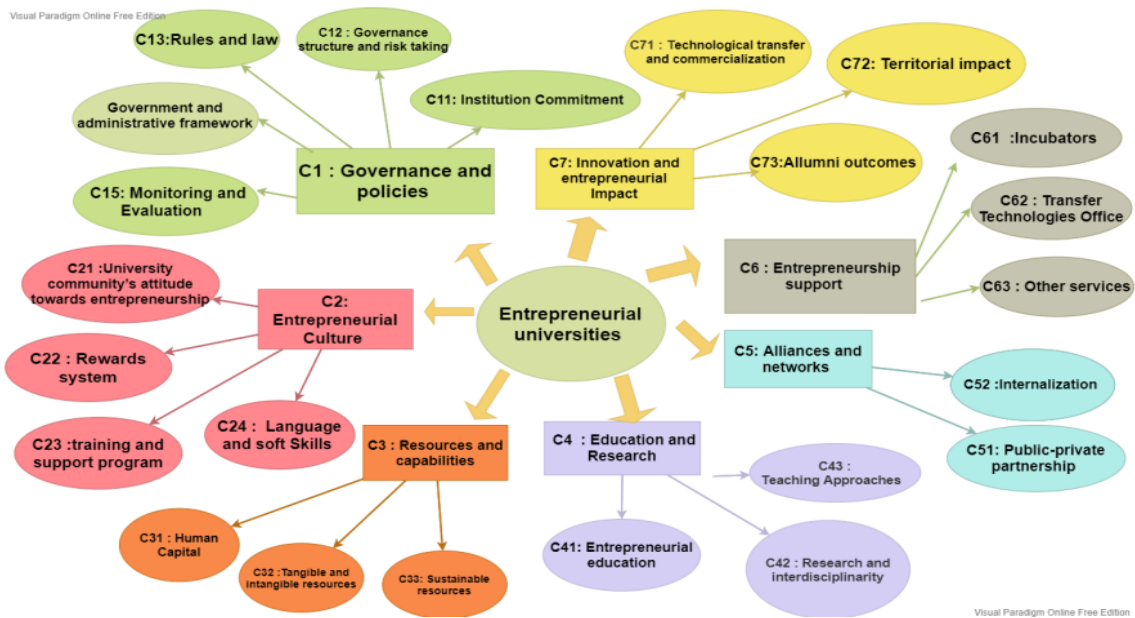 Visual Paradigm Online Free Edition
C13:Rules and law
C12 : Governance
structure and risk taking
C11: Institution Commitment
Government and
administrative framework
C1 : Governance and
policies
C15: Monitoring and
Evaluation
C71 : Technological transfer
and commercialization
C72: Territorial impact
C73:Allumni outcomes
C7: Innovation and
entrepreneurial
Impact
C61 :Incubators
C62 : Transfer
Technologies Office
C63 : Other services
C6 : Entrepreneurship
support
C21 :University
community's attitude
towards entrepreneurship
C2:
Entrepreneurial
Culture
C22 : Rewards
system
C23 :training and
support program
C24 : Language
and soft Skills
Entrepreneurial
universities
C5: Alliances and
networks
C52 :Internalization
C51: Public-private
partnership
C3 : Resources and
capabilities
C31 : Human
Capital
C32 :Tangible and
intangible resources
C33: Sustainable
resources
C4 : Education and
Research
C43 :
Teaching Approaches
C41: Entrepreneurial
education
C42 : Research and
interdisciplinarity
Visual Paradigm Online Free Edition